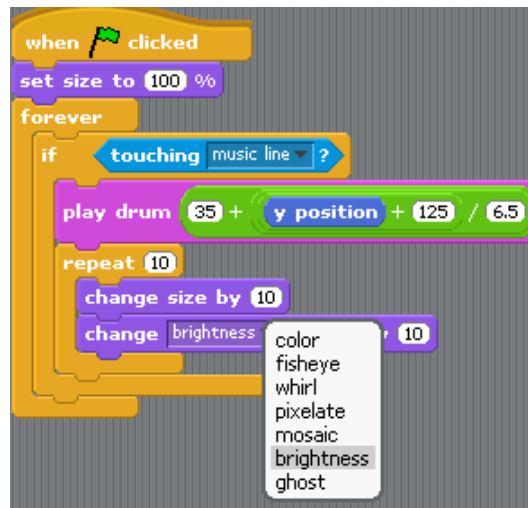 when clicked
set size to 100 %
forever
if touching music line ?
play drum 35 + y position + 125 / 6.5
repeat 10
change size by 10
change brightness 10
color
fisheye
whirl
pixelate
mosaic
brightness
ghost